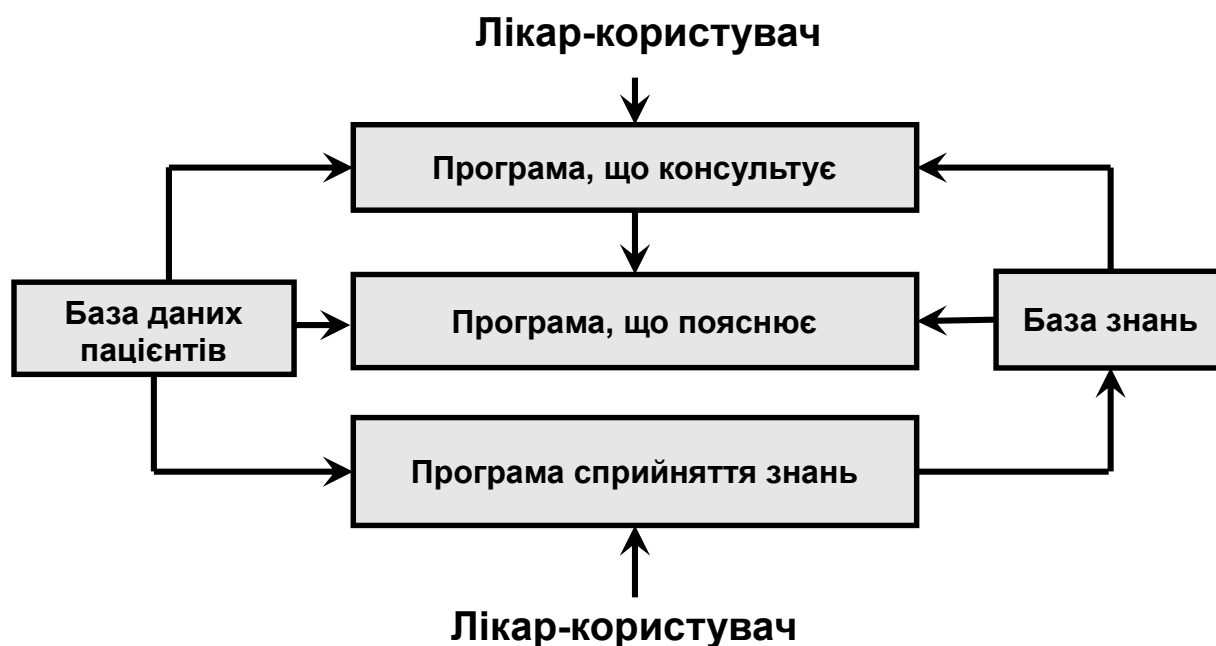 Лікар-користувач
Програма, що консультує
База даних
пацієнтів
Програма, що пояснює
База знань
Програма сприйняття знань
Лікар-користувач